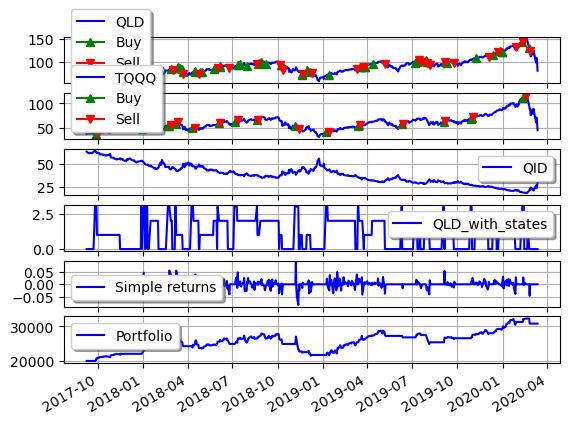 QLD
Buy
Sell
150
100
TQQQ
Buy
Sell
100
50
50
25
QID
2.5
0.0
QLD_with_states
0.05
0.00
−0.05
Simple returns
30000
20000
Portfolio
2017-10
2018-01
2018-04
2018-07
2018-10
2019-01
2019-04
2019-07
2019-10
2020-01
2020-04